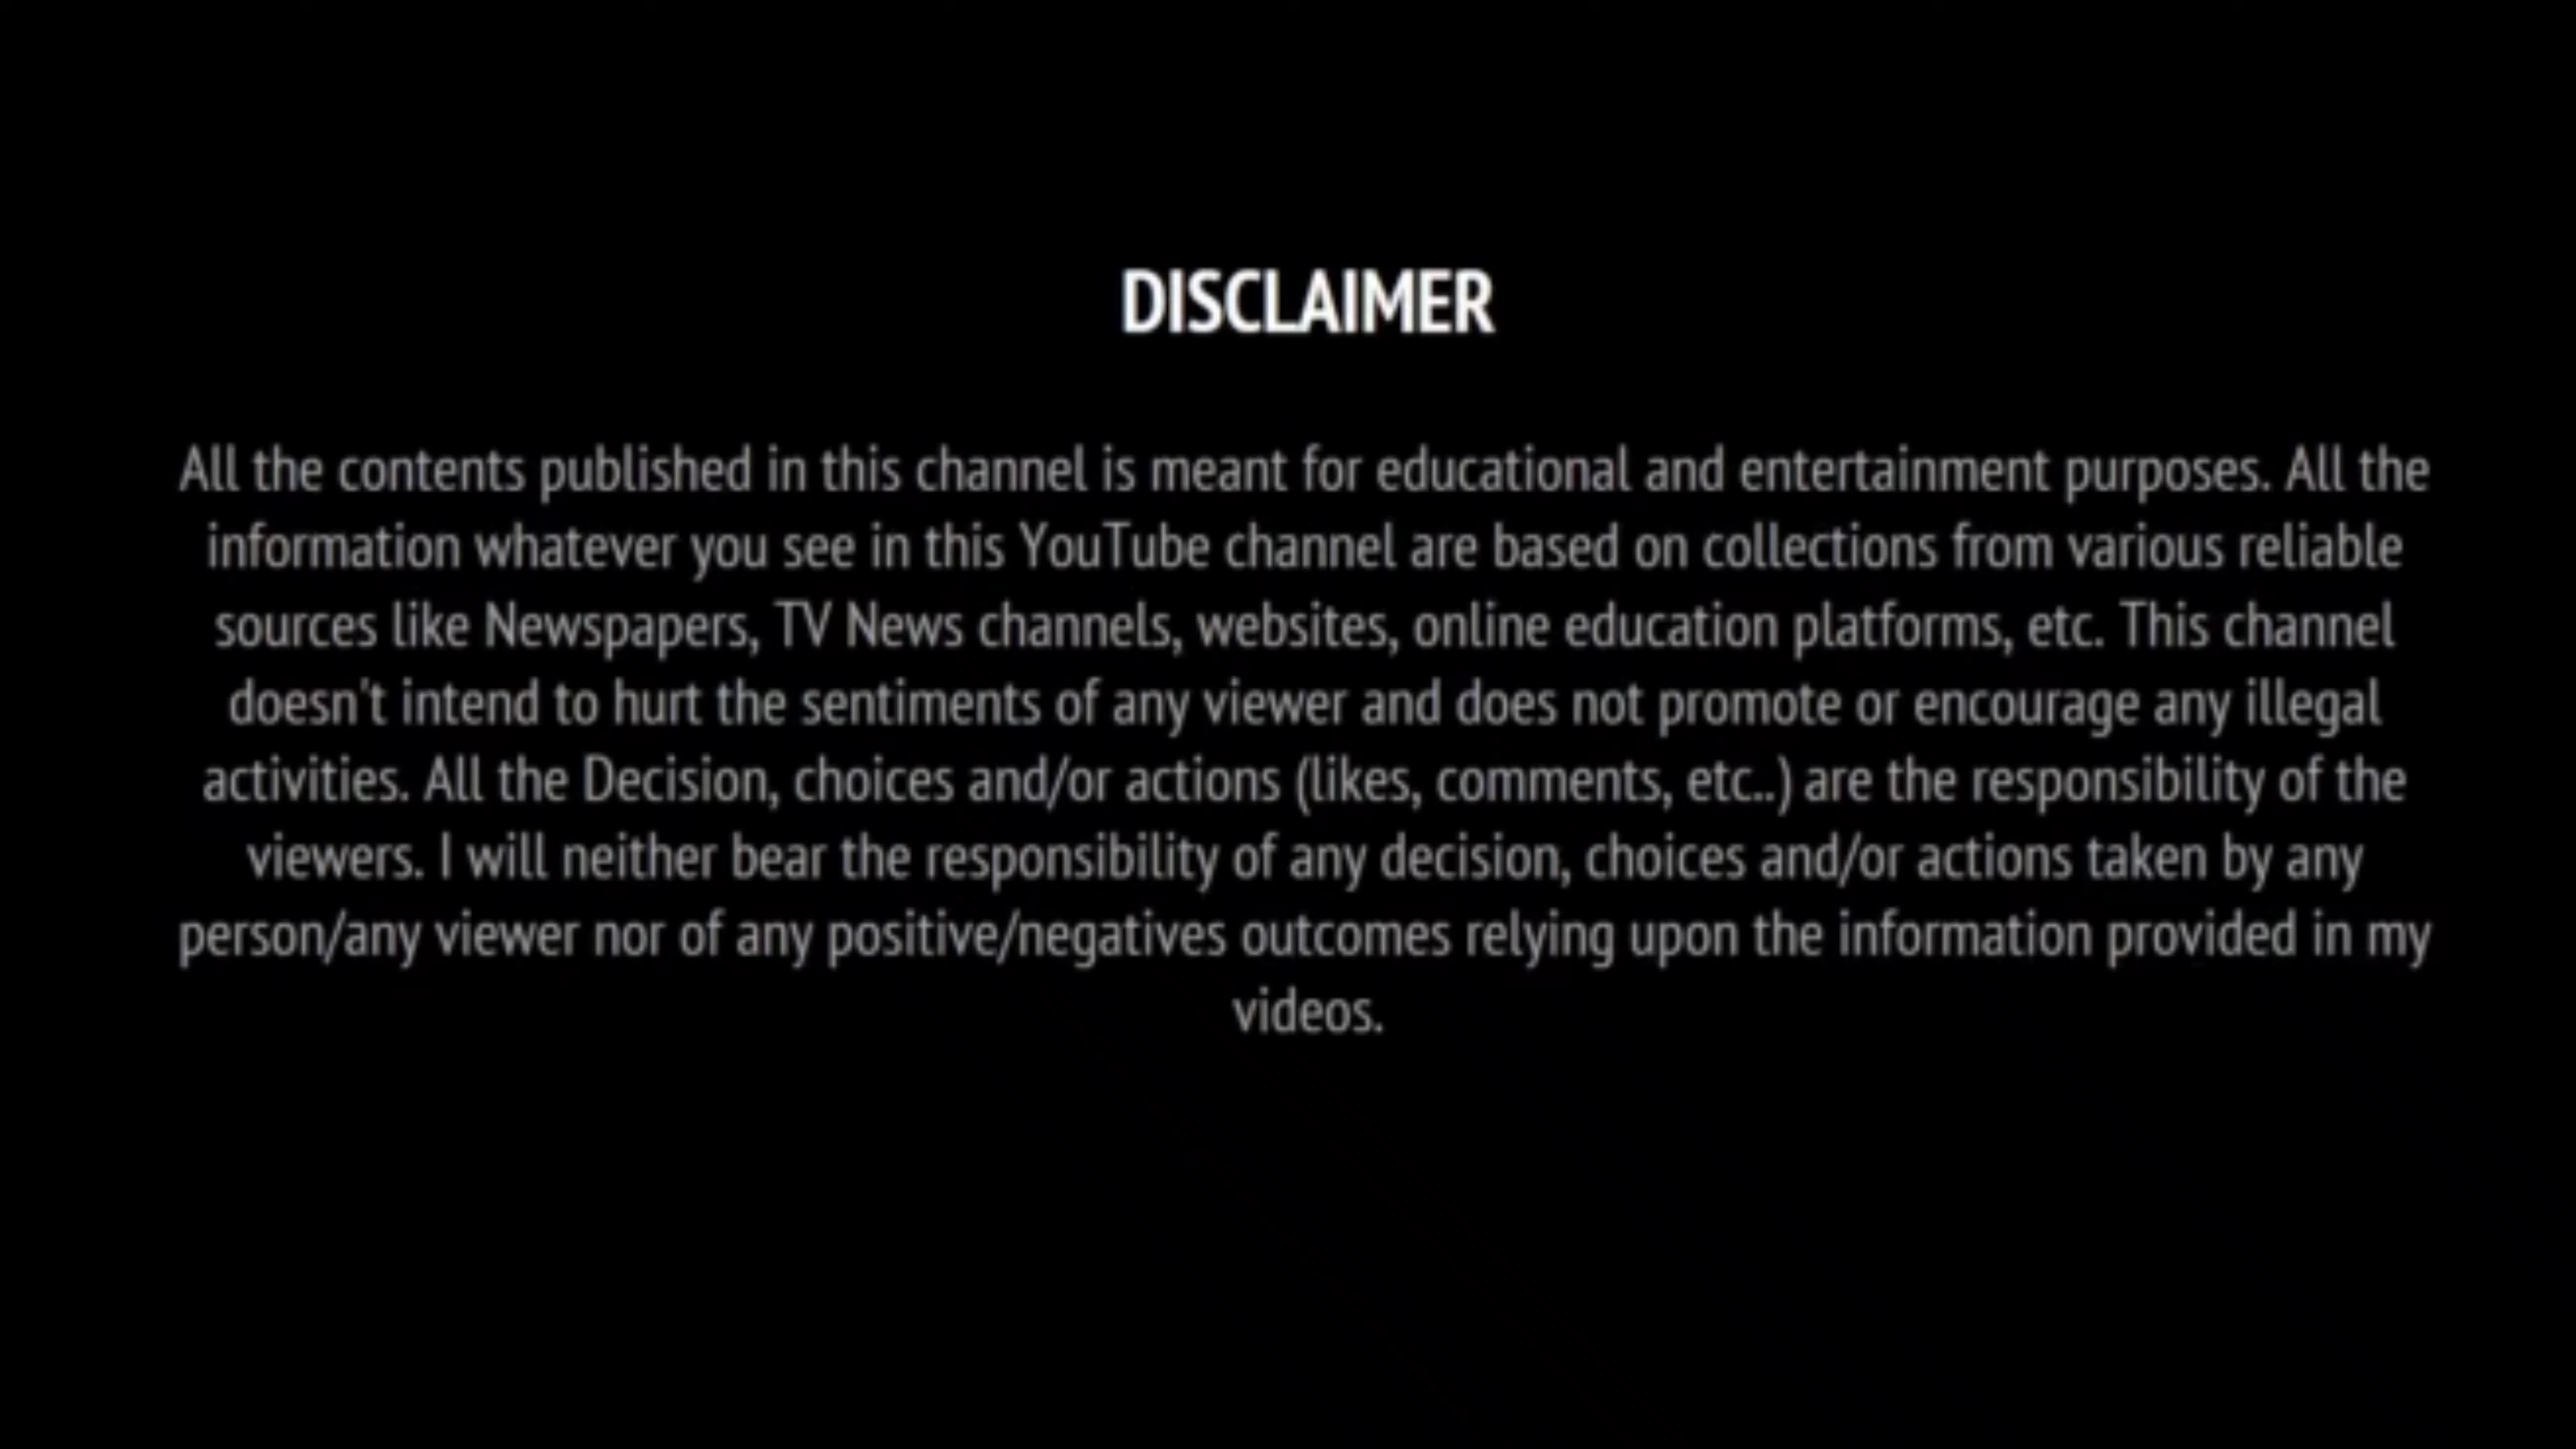 DISCLAIMER
All the contents published in this channel is meant for educational and entertainment purposes. All the
information whatever you see in this YouTube channel are based on collections from various reliable
sources like Newspapers, TV News channels, websites, online education platforms, etc. This channel
doesn't intend to hurt the sentiments of any viewer and does not promote or encourage any illegal
activities. All the Decision, choices and/or actions (likes, comments, etc..) are the responsibility of the
viewers. I will neither bear the responsibility of any decision, choices and/or actions taken by any
person/any viewer nor of any positive/negatives outcomes relying upon the information provided in my
videos.